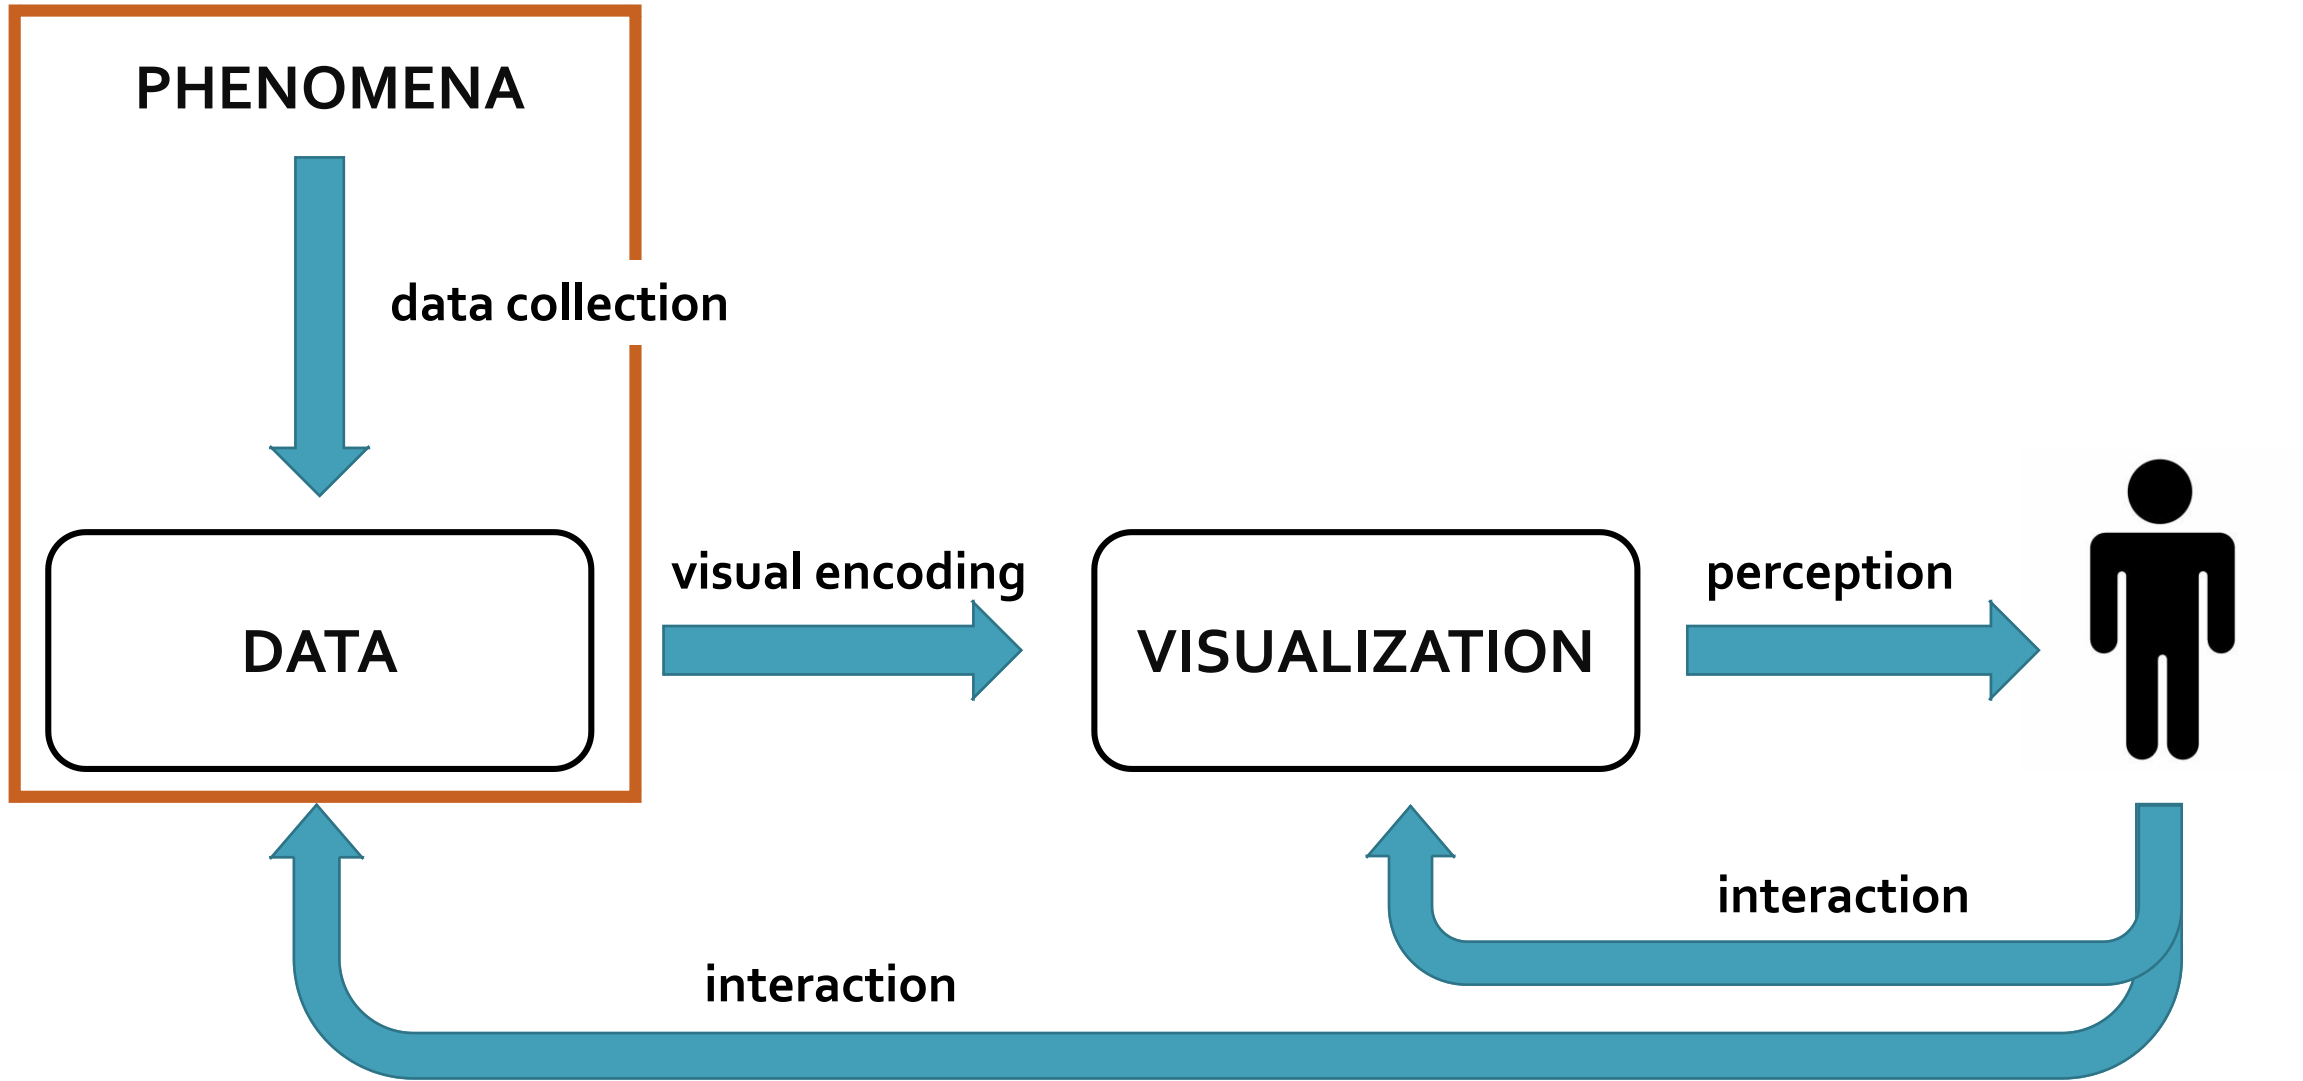 PHENOMENA
data collection
DATA
visual encoding
VISUALIZATION
perception
interaction
interaction